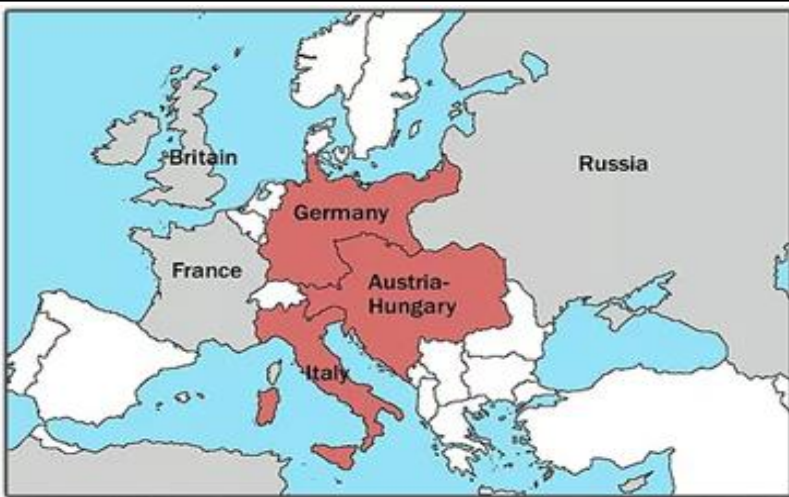 Britain
Russia
Germany
France
Austria-
Hungary
Italy